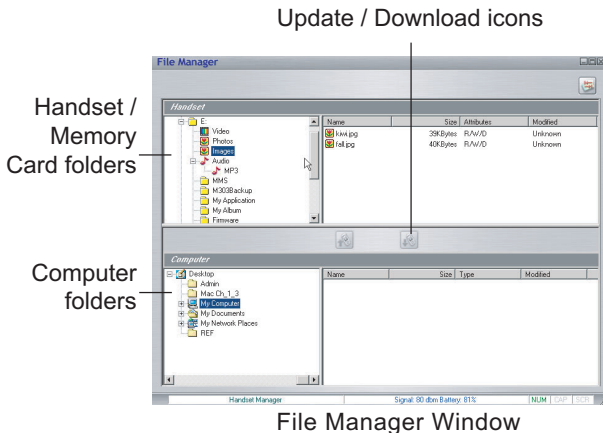 Update / Download icons
File Manager
Handset /
Memory
Card folders
Handset
E:
Video
Photos
Images
Audio
MP3
MMS
M303Backup
My Application
My Album
Firmware
Name Size Attributes Modified
kiwi.jpg 39KBytes R/W/D Unknown
fall.jpg 40KBytes R/W/D Unknown
Computer
folders
Computer
Desktop
Admin
Mac Ch_1_3
My Computer
My Documents
My Network Places
REF
Name Size Type Modified
Handset Manager Signal: 80 dbm Battery: 81% NUM CAP SCR
File Manager Window